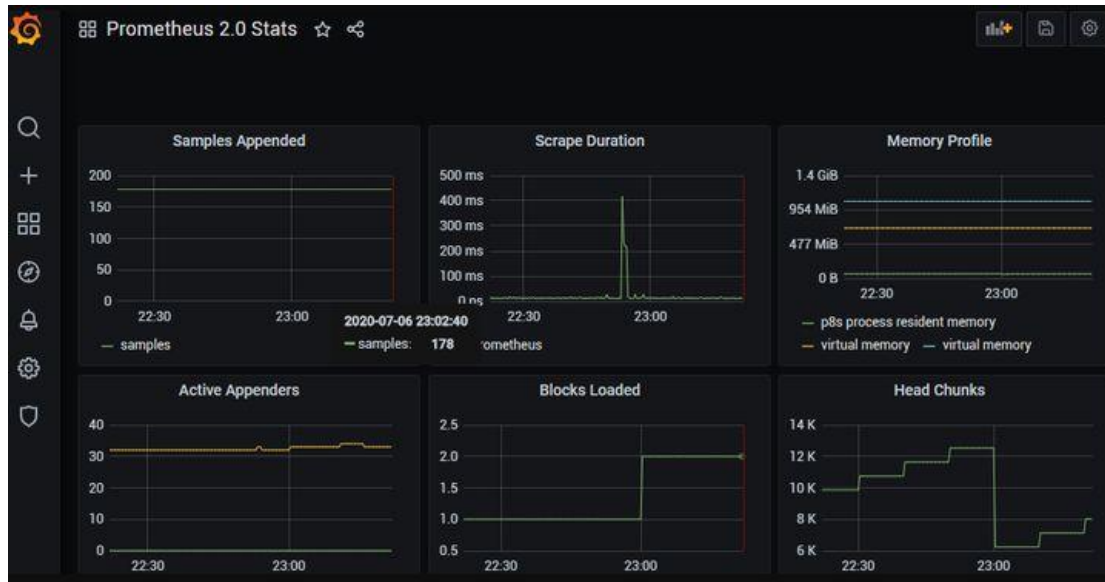 Prometheus 2.0 Stats
Samples Appended
200
150
100
50
0
22:30 23:00
samples
Scrape Duration
500 ms
400 ms
300 ms
200 ms
100 ms
0 ns
22:30 23:00
ometheus
2020-07-06 23:02:40
samples: 178
Memory Profile
1.4 GiB
954 MiB
477 MiB
0 B
22:30 23:00
p8s process resident memory
virtual memory virtual memory
Active Appenders
40
30
20
10
0
22:30 23:00
Blocks Loaded
2.5
2.0
1.5
1.0
0.5
22:30 23:00
Head Chunks
14 K
12 K
10 K
8 K
6 K
22:30 23:00